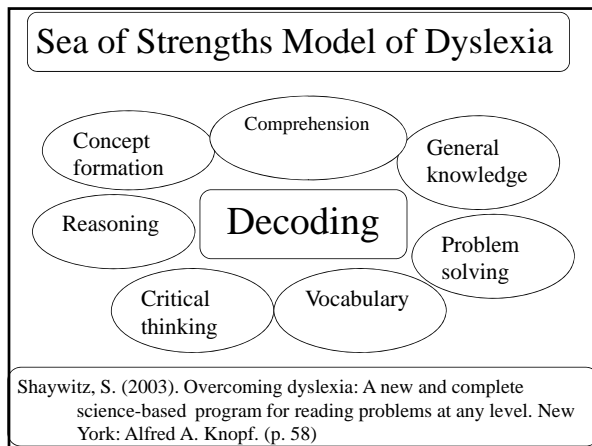 Sea of Strengths Model of Dyslexia
Comprehension
Concept
formation
General
knowledge
Reasoning
Decoding
Problem
solving
Critical
thinking
Vocabulary
Shaywitz, S. (2003). Overcoming dyslexia: A new and complete
science-based program for reading problems at any level. New
York: Alfred A. Knopf. (p. 58)